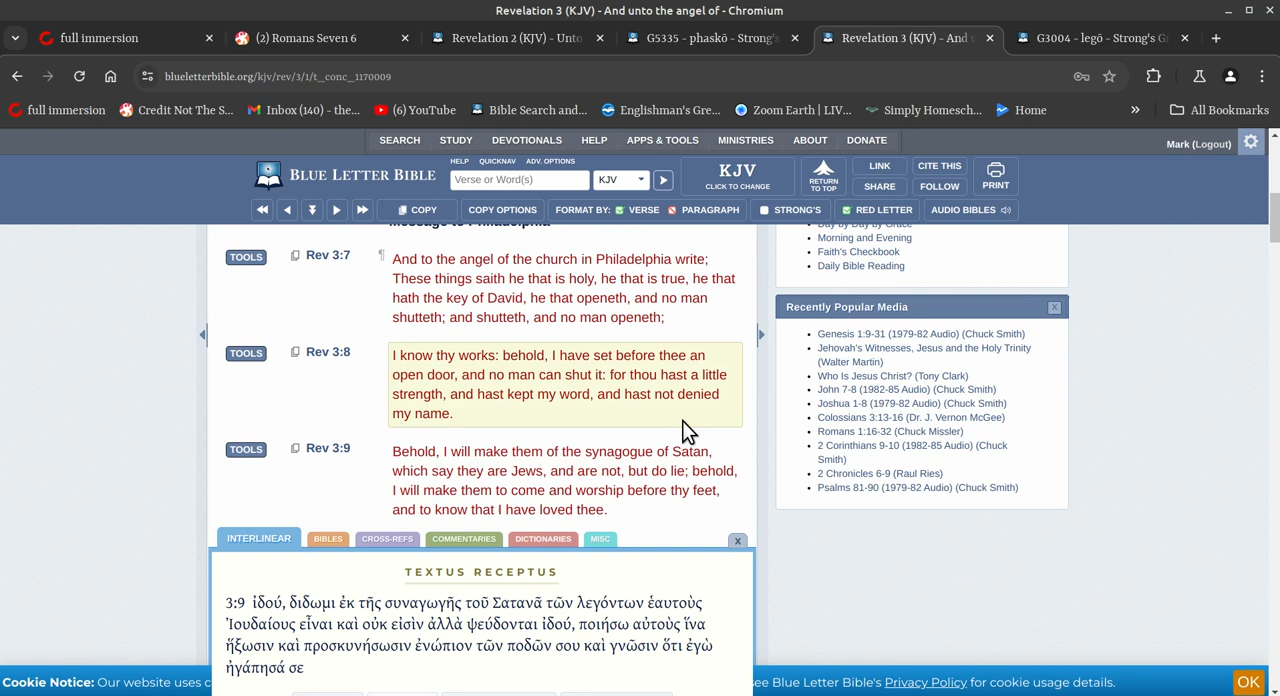 Revelation 3 (KJV) - And unto the angel of - Chromium
full immersion
(2) Romans Seven 6
Revelation 2 (KJV) - Unto
G5335 - phaskō - Strong's
Revelation 3 (KJV) - And
G3004 - legō - Strong's G
blueletterbible.org/kjv/rev/3/1/t_conc_1170009
full immersion
Credit Not The S...
Inbox (140) - the...
(6) YouTube
Bible Search and...
Englishman's Gre...
Zoom Earth | LIV...
Simply Homesch...
Home
»
All Bookmarks
SEARCH STUDY DEVOTIONALS HELP APPS & TOOLS MINISTRIES ABOUT DONATE
Mark (Logout)
BLUE LETTER BIBLE
HELP QUICKNAV ADV. OPTIONS
Verse or Word(s)
KJV
KJV
CLICK TO CHANGE
RETURN
TO TOP
LINK
CITE THIS
SHARE
FOLLOW
PRINT
COPY
COPY OPTIONS
FORMAT BY: VERSE PARAGRAPH
STRONG'S
RED LETTER
AUDIO BIBLES
Message to Philadelphia
TOOLS
Rev 3:7
¶
And to the angel of the church in Philadelphia write;
These things saith he that is holy, he that is true, he that
hath the key of David, he that openeth, and no man
shutteth; and shutteth, and no man openeth;
TOOLS
Rev 3:8
I know thy works: behold, I have set before thee an
open door, and no man can shut it: for thou hast a little
strength, and hast kept my word, and hast not denied
my name.
TOOLS
Rev 3:9
Behold, I will make them of the synagogue of Satan,
which say they are Jews, and are not, but do lie; behold,
I will make them to come and worship before thy feet,
and to know that I have loved thee.
INTERLINEAR BIBLES CROSS-REFS COMMENTARIES DICTIONARIES MISC
X
TEXTUS RECEPTUS
3:9 ἰδού, διδωμι ἐκ τῆς συναγωγῆς τοῦ Σατανᾶ τῶν λεγόντων ἑαυτοὺς
Ἰουδαίους εἶναι καὶ οὐκ εἰσὶν ἀλλὰ ψεύδονται ἰδού, ποιήσω αὐτοὺς ἵνα
ἥξωσιν καὶ προσκυνήσωσιν ἐνώπιον τῶν ποδῶν σου καὶ γνῶσιν ὅτι ἐγὼ
ἠγάπησά σε
Day by Day by Grace
Morning and Evening
Faith's Checkbook
Daily Bible Reading
Recently Popular Media
X
Genesis 1:9-31 (1979-82 Audio) (Chuck Smith)
Jehovah's Witnesses, Jesus and the Holy Trinity
(Walter Martin)
Who Is Jesus Christ? (Tony Clark)
John 7-8 (1982-85 Audio) (Chuck Smith)
Joshua 1-8 (1979-82 Audio) (Chuck Smith)
Colossians 3:13-16 (Dr. J. Vernon McGee)
Romans 1:16-32 (Chuck Missler)
2 Corinthians 9-10 (1982-85 Audio) (Chuck
Smith)
2 Chronicles 6-9 (Raul Ries)
Psalms 81-90 (1979-82 Audio) (Chuck Smith)
Cookie Notice: Our website uses c
see Blue Letter Bible's Privacy Policy for cookie usage details.
OK